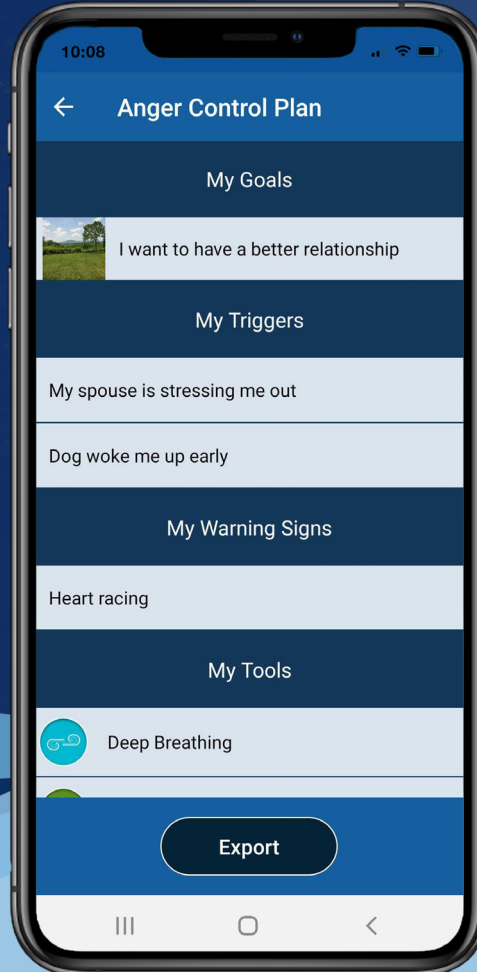 10:08
Anger Control Plan
My Goals
I want to have a better relationship
My Triggers
My spouse is stressing me out
Dog woke me up early
My Warning Signs
Heart racing
My Tools
Deep Breathing
Export